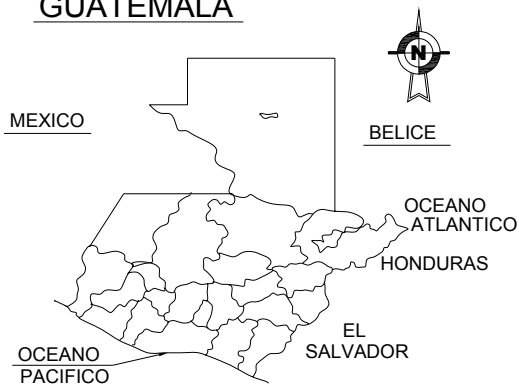 GUATEMALA
N
MEXICO
BELICE
OCEANO
ATLANTICO
HONDURAS
EL
SALVADOR
OCEANO
PACIFICO